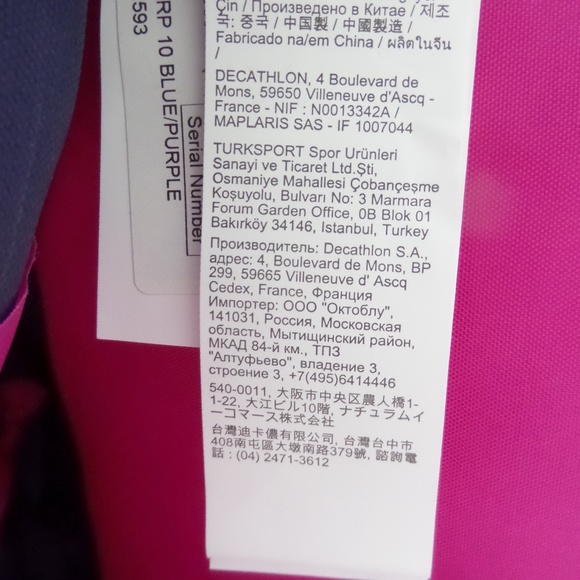 Çin / Произведено в Китае / 제조
국: 중국 / 中国製 / 中國製造 /
Fabricado na/em China / ผลิตในจีน
/
DECATHLON, 4 Boulevard de
Mons, 59650 Villeneuve d'Ascq -
France - NIF : N0013342A /
MAPLARIS SAS - IF 1007044
TURKSPORT Spor Urünleri
Sanayi ve Ticaret Ltd.Şti,
Osmaniye Mahallesi Çobançeşme
Koşuyolu, Bulvarı No: 3 Marmara
Forum Garden Office, 0B Blok 01
Bakırköy 34146, Istanbul, Turkey
Производитель: Decathlon S.A.,
адрес: 4, Boulevard de Mons, BP
299, 59665 Villeneuve d' Ascq
Cedex, France, Франция
Импортер: ООО "Октоблу",
141031, Россия, Московская
область, Мытищинский район,
МКАД 84-й км., ТПЗ
"Алтуфьево", владение 3,
строение 3, +7(495)6414446
540-0011, 大阪市中央区農人橋1-
1-22, 大江ビル10階, ナチュラムイ
ーコマース株式会社
台灣迪卡儂有限公司, 台灣台中市
408南屯區大墩南路379號, 諮詢電
話 : (04) 2471-3612
RP 10 BLUE/PURPLE
593
Serial Number